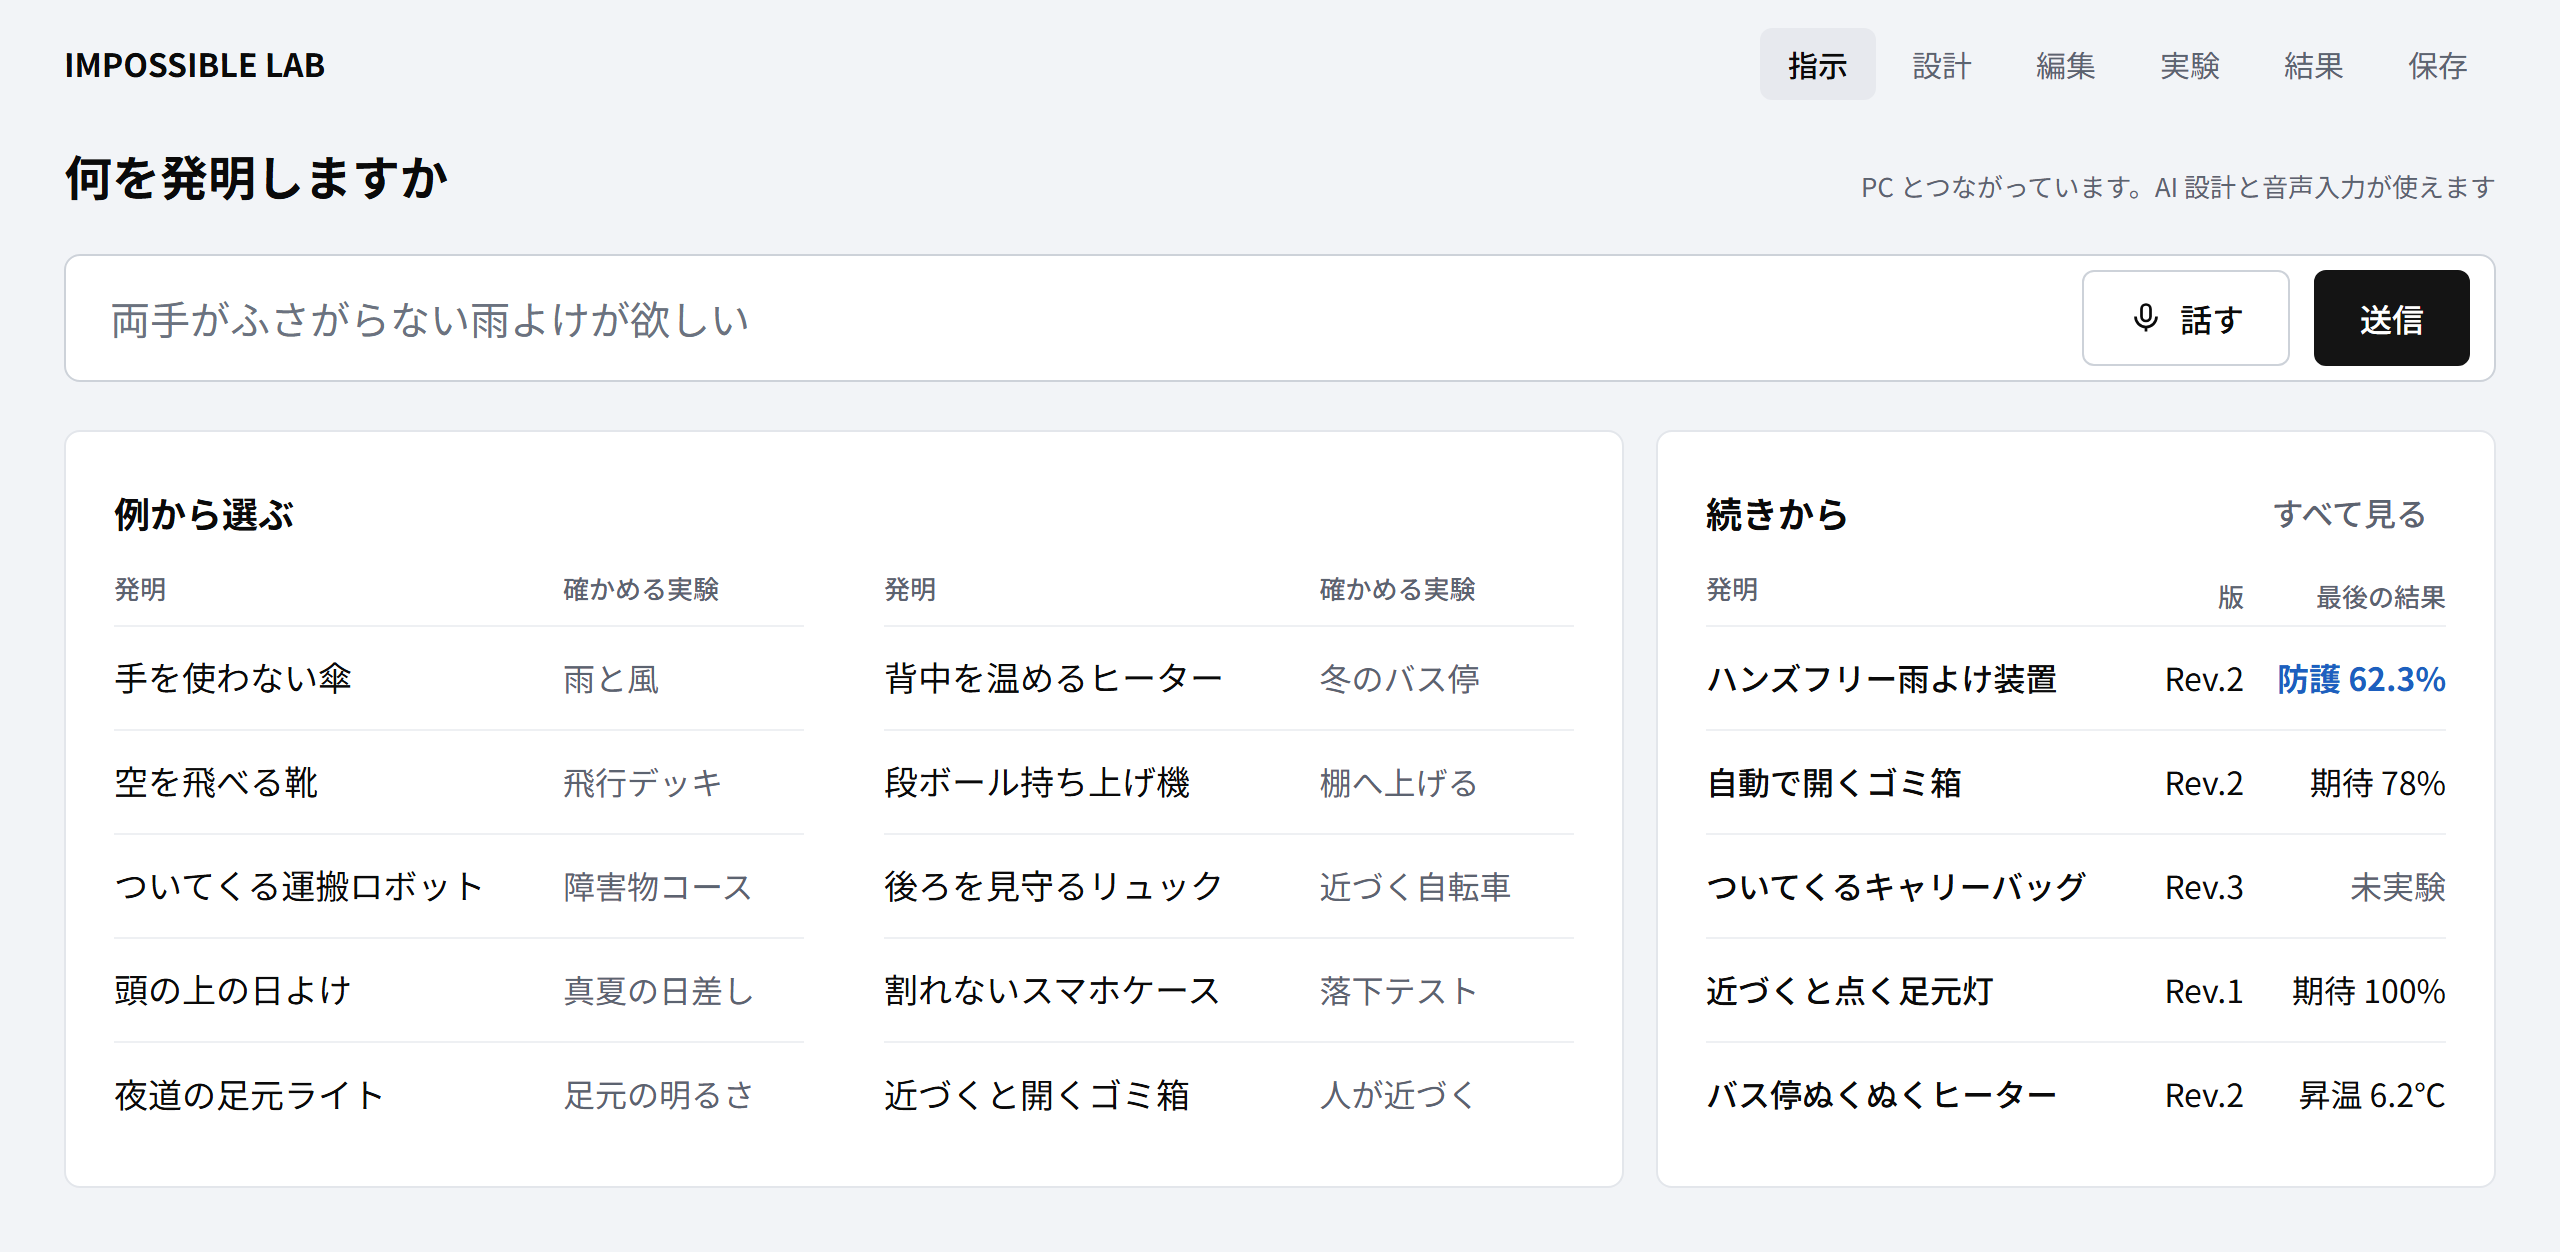 IMPOSSIBLE LAB
指示 設計 編集 実験 結果 保存
何を発明しますか
PC とつながっています。AI 設計と音声入力が使えます
両手がふさがらない雨よけが欲しい
話す 送信
例から選ぶ
発明 確かめる実験 発明 確かめる実験
手を使わない傘 雨と風 背中を温めるヒーター 冬のバス停
空を飛べる靴 飛行デッキ 段ボール持ち上げ機 棚へ上げる
ついてくる運搬ロボット 障害物コース 後ろを見守るリュック 近づく自転車
頭の上の日よけ 真夏の日差し 割れないスマホケース 落下テスト
夜道の足元ライト 足元の明るさ 近づくと開くゴミ箱 人が近づく
続きから すべて見る
発明 版 最後の結果
ハンズフリー雨よけ装置 Rev.2 防護 62.3%
自動で開くゴミ箱 Rev.2 期待 78%
ついてくるキャリーバッグ Rev.3 未実験
近づくと点く足元灯 Rev.1 期待 100%
バス停ぬくぬくヒーター Rev.2 昇温 6.2°C